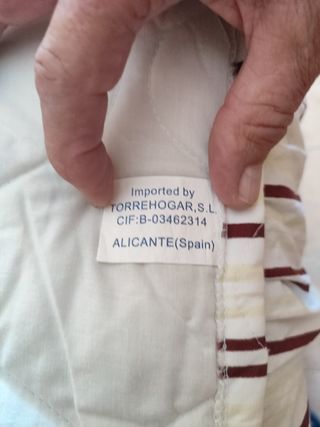 Imported by
TORREHOGAR,S.L.
CIF:B-03462314
ALICANTE(Spain)